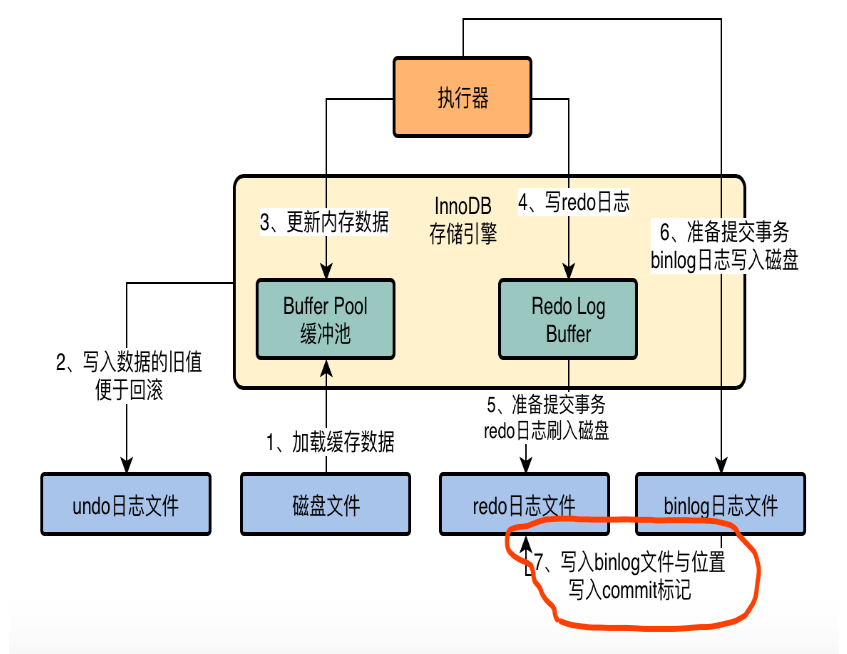 执行器
InnoDB
存储引擎
3、更新内存数据
4、写redo日志
6、准备提交事务
binlog日志写入磁盘
Buffer Pool
缓冲池
Redo Log
Buffer
2、写入数据的旧值
便于回滚
1、加载缓存数据
5、准备提交事务
redo日志刷入磁盘
undo日志文件
磁盘文件
redo日志文件
binlog日志文件
7、写入binlog文件与位置
写入commit标记